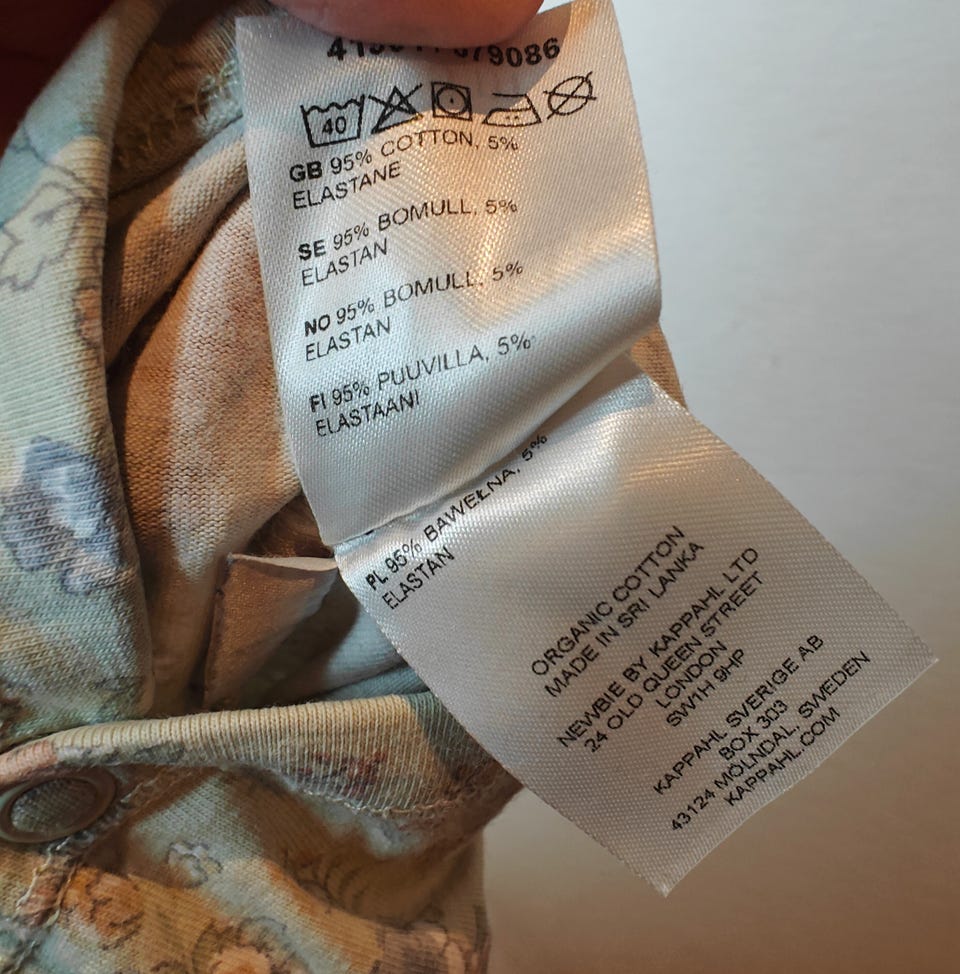 079086
40
GB 95% COTTON, 5%
ELASTANE
SE 95% BOMULL, 5%
ELASTAN
NO 95% BOMULL, 5%
ELASTAN
FI 95% PUUVILLA, 5%
ELASTAANI
PL 95% BAWEŁNA, 5%
ELASTAN
ORGANIC COTTON
MADE IN SRI LANKA
NEWBIE BY KAPPAHL LTD
24 OLD QUEEN STREET
LONDON
SW1H 9HP
KAPPAHL SVERIGE AB
BOX 303
43124 MÖLNDAL, SWEDEN
KAPPAHL.COM